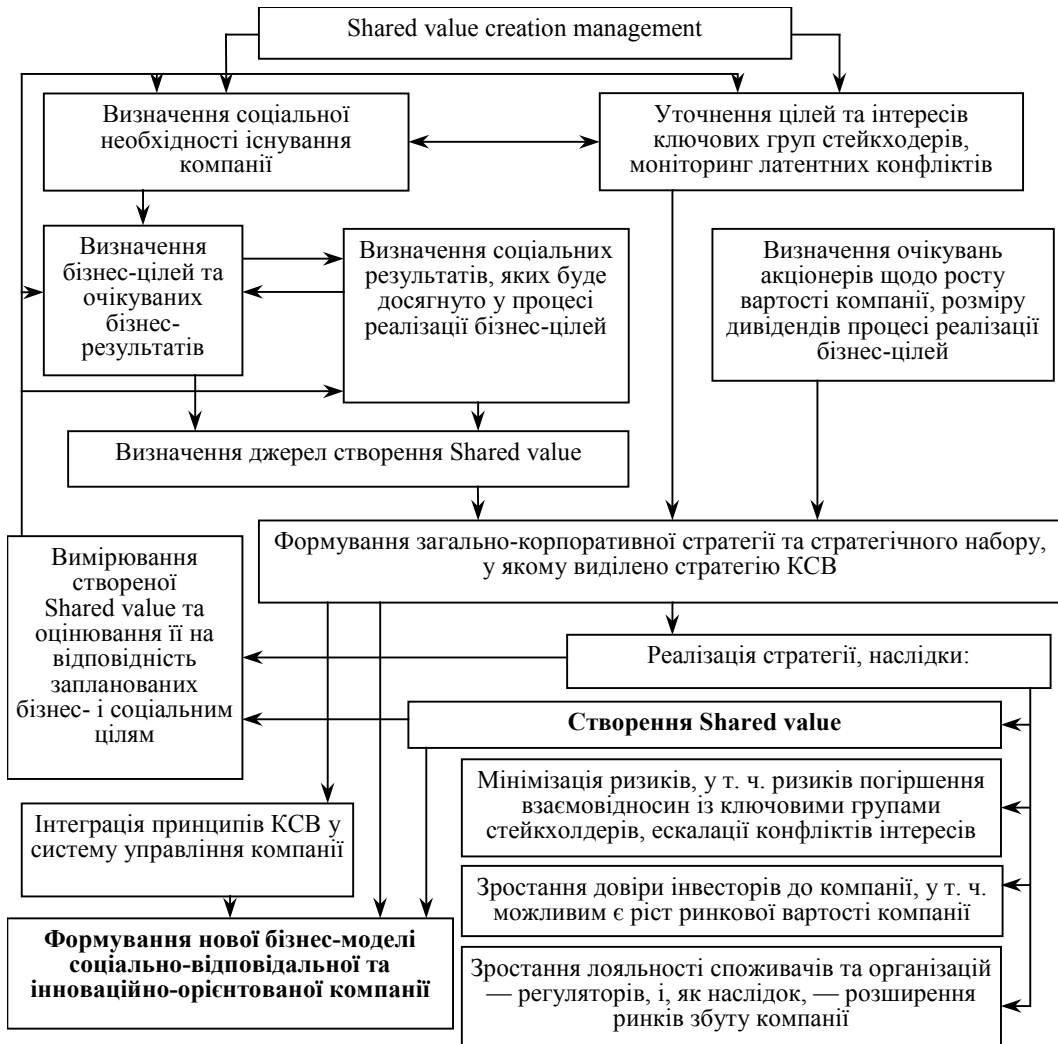 Shared value creation management
Визначення соціальної
необхідності існування
компанії
Уточнення цілей та інтересів
ключових груп стейкходерів,
моніторинг латентних конфліктів
Визначення
бізнес-цілей та
очікуваних
бізнес-
результатів
Визначення соціальних
результатів, яких буде
досягнуто у процесі
реалізації бізнес-цілей
Визначення очікувань
акціонерів щодо росту
вартості компанії, розміру
дивідендів процесі реалізації
бізнес-цілей
Визначення джерел створення Shared value
Формування загально-корпоративної стратегії та стратегічного набору,
у якому виділено стратегію КСВ
Вимірювання
створеної
Shared value та
оцінювання її на
відповідність
запланованих
бізнес- і соціальним
цілям
Реалізація стратегії, наслідки:
Створення Shared value
Мінімізація ризиків, у т. ч. ризиків погіршення
взаємовідносин із ключовими групами
стейкхолдерів, ескалації конфліктів інтересів
Інтеграція принципів КСВ у
систему управління компанії
Зростання довіри інвесторів до компанії, у т. ч.
можливим є ріст ринкової вартості компанії
Формування нової бізнес-моделі
соціально-відповідальної та
інноваційно-орієнтованої компанії
Зростання лояльності споживачів та організацій
— регуляторів, і, як наслідок, — розширення
ринків збуту компанії